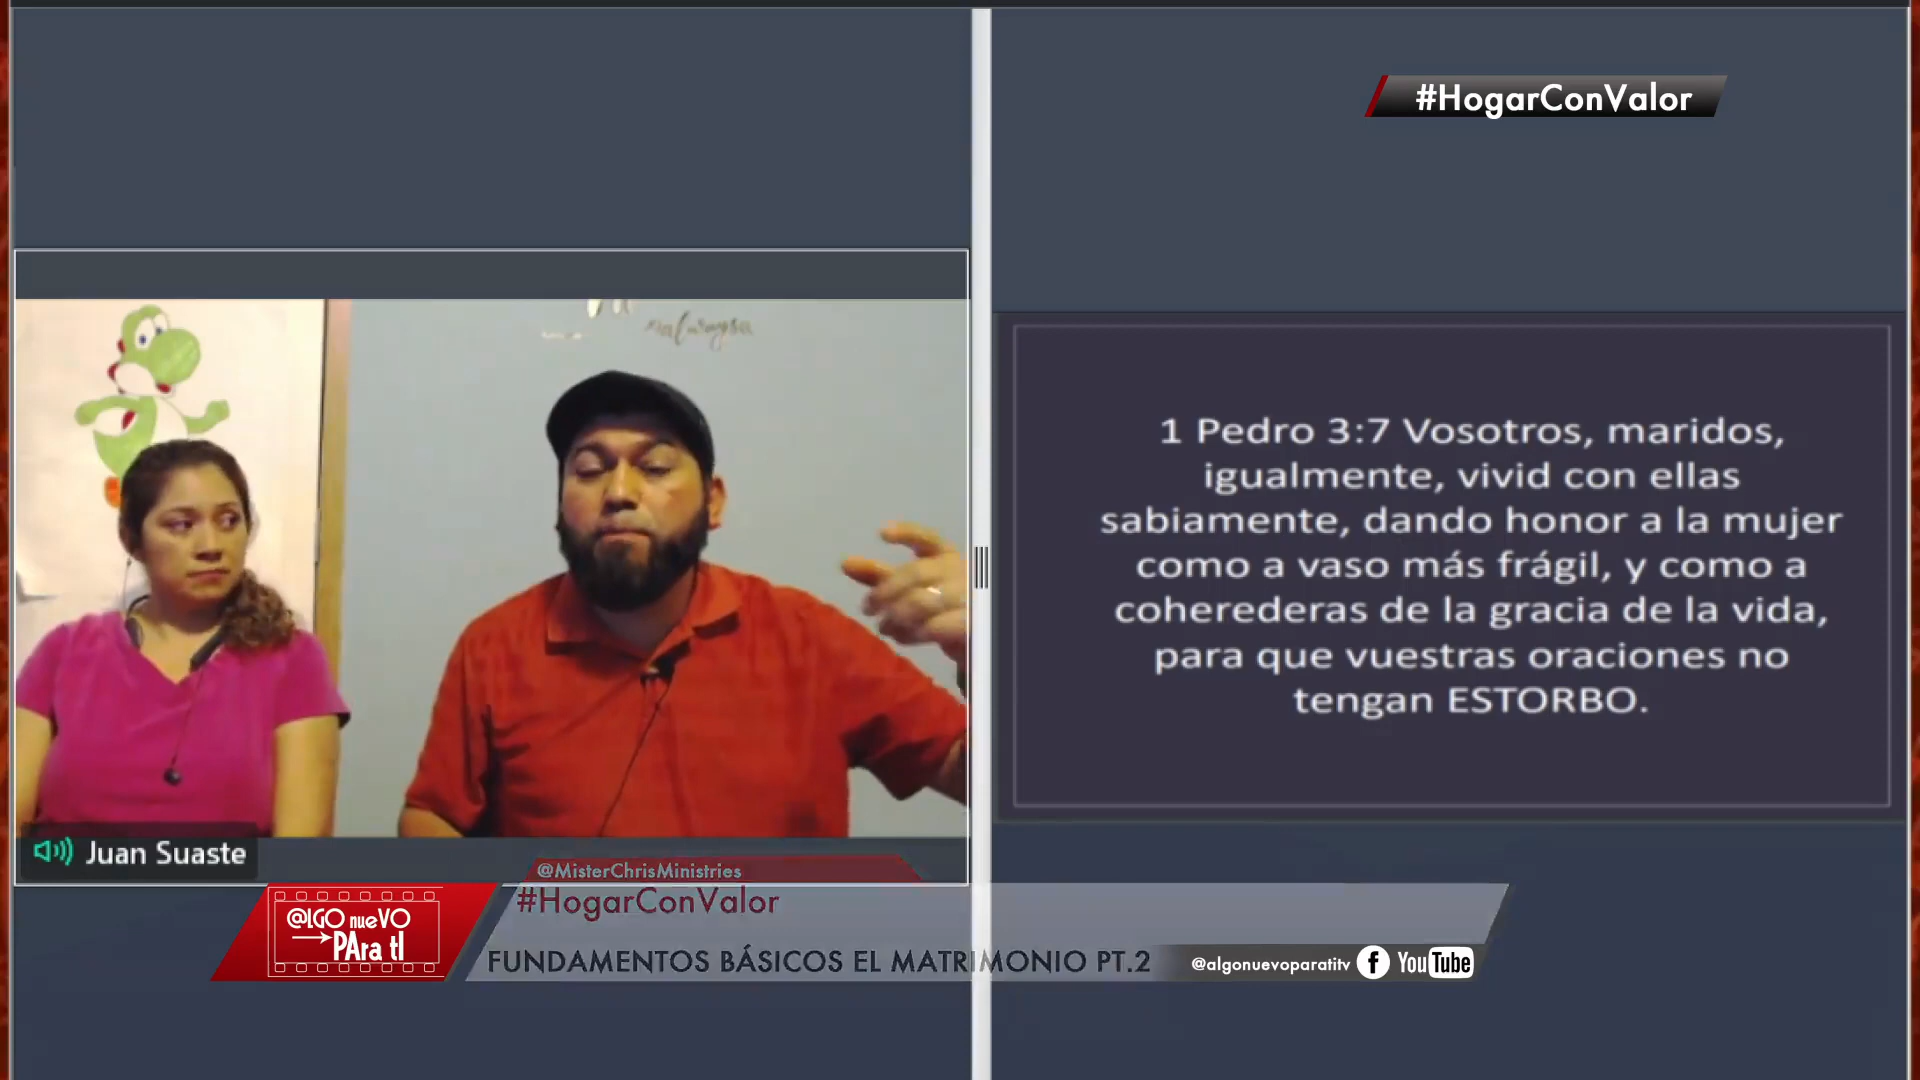 #HogarConValor
1 Pedro 3:7 Vosotros, maridos,
igualmente, vivid con ellas
sabiamente, dando honor a la mujer
como a vaso más frágil, y como a
coherederas de la gracia de la vida,
para que vuestras oraciones no
tengan ESTORBO.
Juan Suaste
@MisterChrisMinistries
#HogarConValor
@LGO nueVO
PAra tI
FUNDAMENTOS BÁSICOS EL MATRIMONIO PT.2
@algonuevoparatitv f YouTube